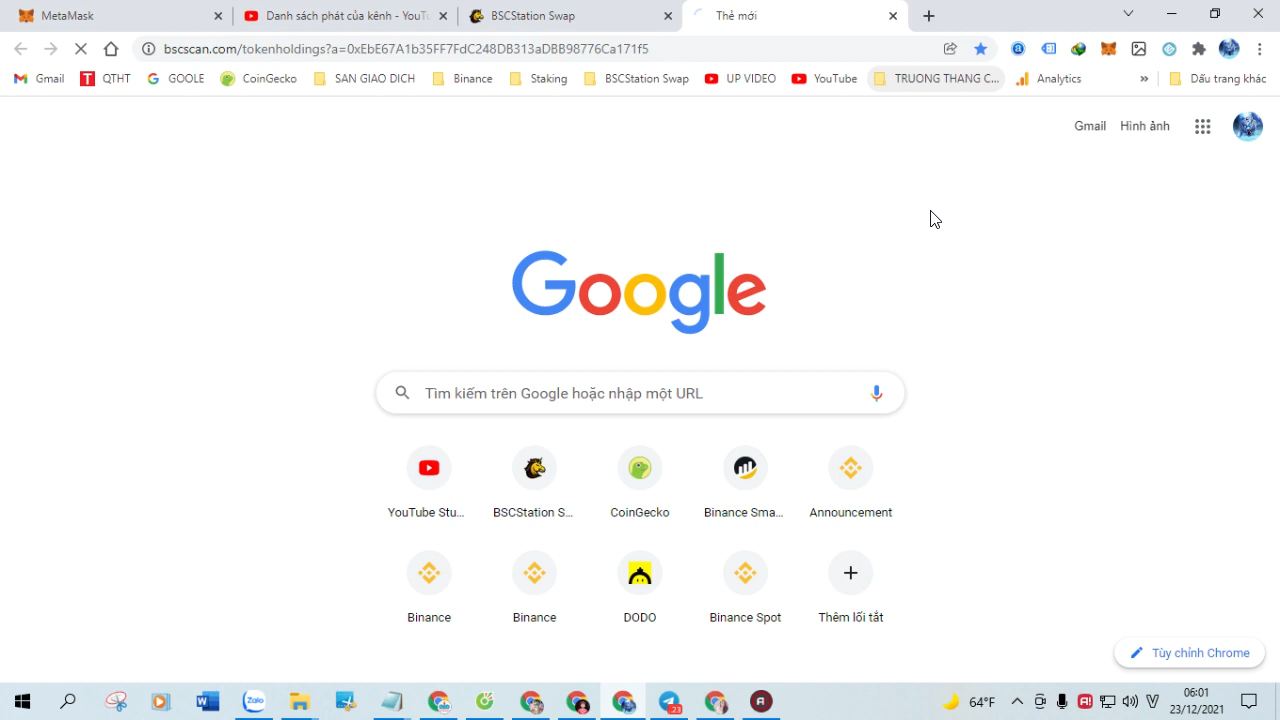 MetaMask
Danh sách phát của kênh - YouT
BSCStation Swap
Thẻ mới
bscscan.com/tokenholdings?a=0xEbE67A1b35FF7FdC248DB313aDBB98776Ca171f5
Gmail
QTHT
GOOLE
CoinGecko
SAN GIAO DICH
Binance
Staking
BSCStation Swap
UP VIDEO
YouTube
TRUONG THANG C...
Analytics
»
Dấu trang khác
Gmail
Hình ảnh
Google
Tìm kiếm trên Google hoặc nhập một URL
YouTube Stu...
BSCStation S...
CoinGecko
Binance Sma...
Announcement
Binance
Binance
DODO
Binance Spot
Thêm lối tắt
Tùy chỉnh Chrome
Zalo
23
64°F
06:01
23/12/2021